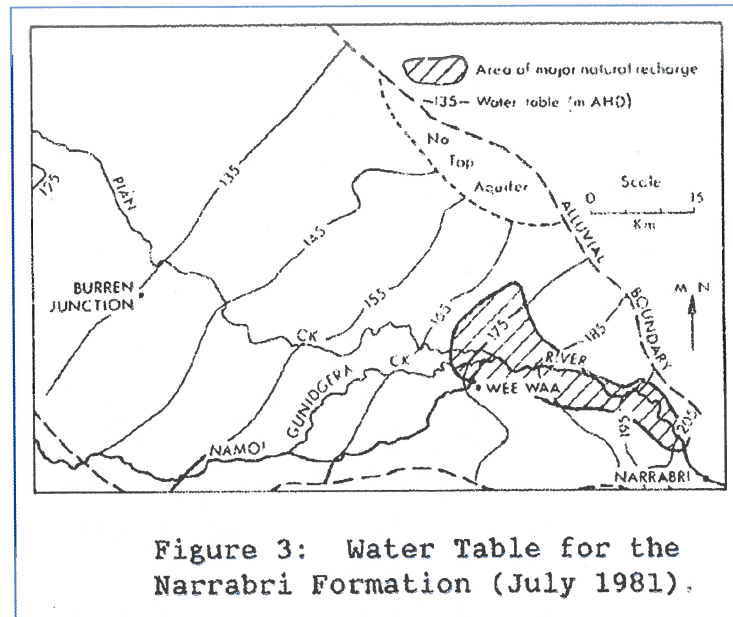 Area of major natural recharge
-135- Water table (m AHD)
No
Top
Aquifer
Scale
0 15
Km
ALLUVIAL
BOUNDARY
M N
175
PIAN
135
145
155
165
175
185
195
205
BURREN
JUNCTION
CK
CK
GUNIDGERA
RIVER
WEE WAA
NAMOI
NARRABRI
Figure 3: Water Table for the
Narrabri Formation (July 1981).